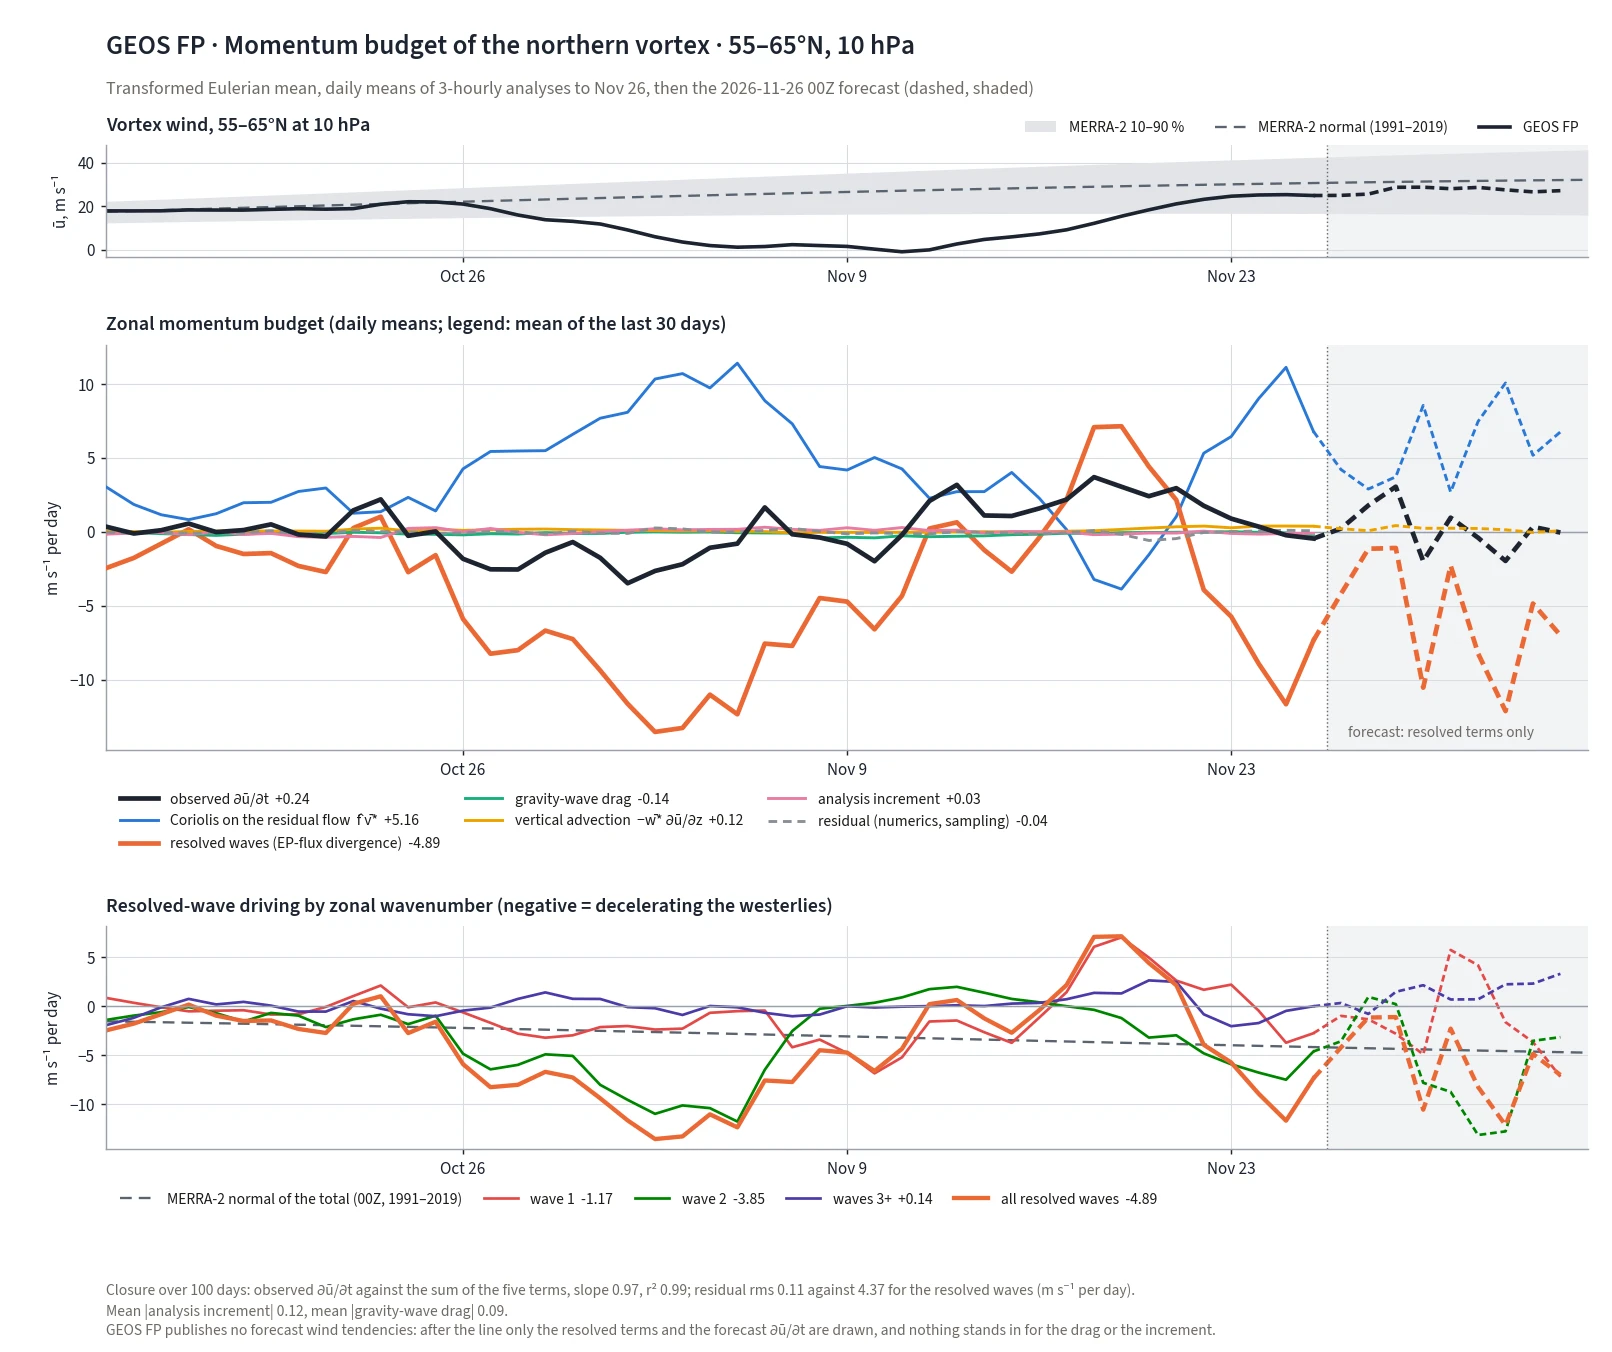 GEOS FP · Momentum budget of the northern vortex · 55–65°N, 10 hPa
Transformed Eulerian mean, daily means of 3-hourly analyses to Nov 26, then the 2026-11-26 00Z forecast (dashed, shaded)
Vortex wind, 55–65°N at 10 hPa
MERRA-2 10–90 %
MERRA-2 normal (1991–2019)
GEOS FP
ū, m s⁻¹
40
20
0
Oct 26
Nov 9
Nov 23
Zonal momentum budget (daily means; legend: mean of the last 30 days)
m s⁻¹ per day
10
5
0
−5
−10
forecast: resolved terms only
Oct 26
Nov 9
Nov 23
observed ∂ū/∂t +0.24
Coriolis on the residual flow f v̄* +5.16
resolved waves (EP-flux divergence) -4.89
gravity-wave drag -0.14
vertical advection −w̄* ∂ū/∂z +0.12
analysis increment +0.03
residual (numerics, sampling) -0.04
Resolved-wave driving by zonal wavenumber (negative = decelerating the westerlies)
m s⁻¹ per day
5
0
−5
−10
Oct 26
Nov 9
Nov 23
MERRA-2 normal of the total (00Z, 1991–2019)
wave 1 -1.17
wave 2 -3.85
waves 3+ +0.14
all resolved waves -4.89
Closure over 100 days: observed ∂ū/∂t against the sum of the five terms, slope 0.97, r² 0.99; residual rms 0.11 against 4.37 for the resolved waves (m s⁻¹ per day).
Mean |analysis increment| 0.12, mean |gravity-wave drag| 0.09.
GEOS FP publishes no forecast wind tendencies: after the line only the resolved terms and the forecast ∂ū/∂t are drawn, and nothing stands in for the drag or the increment.